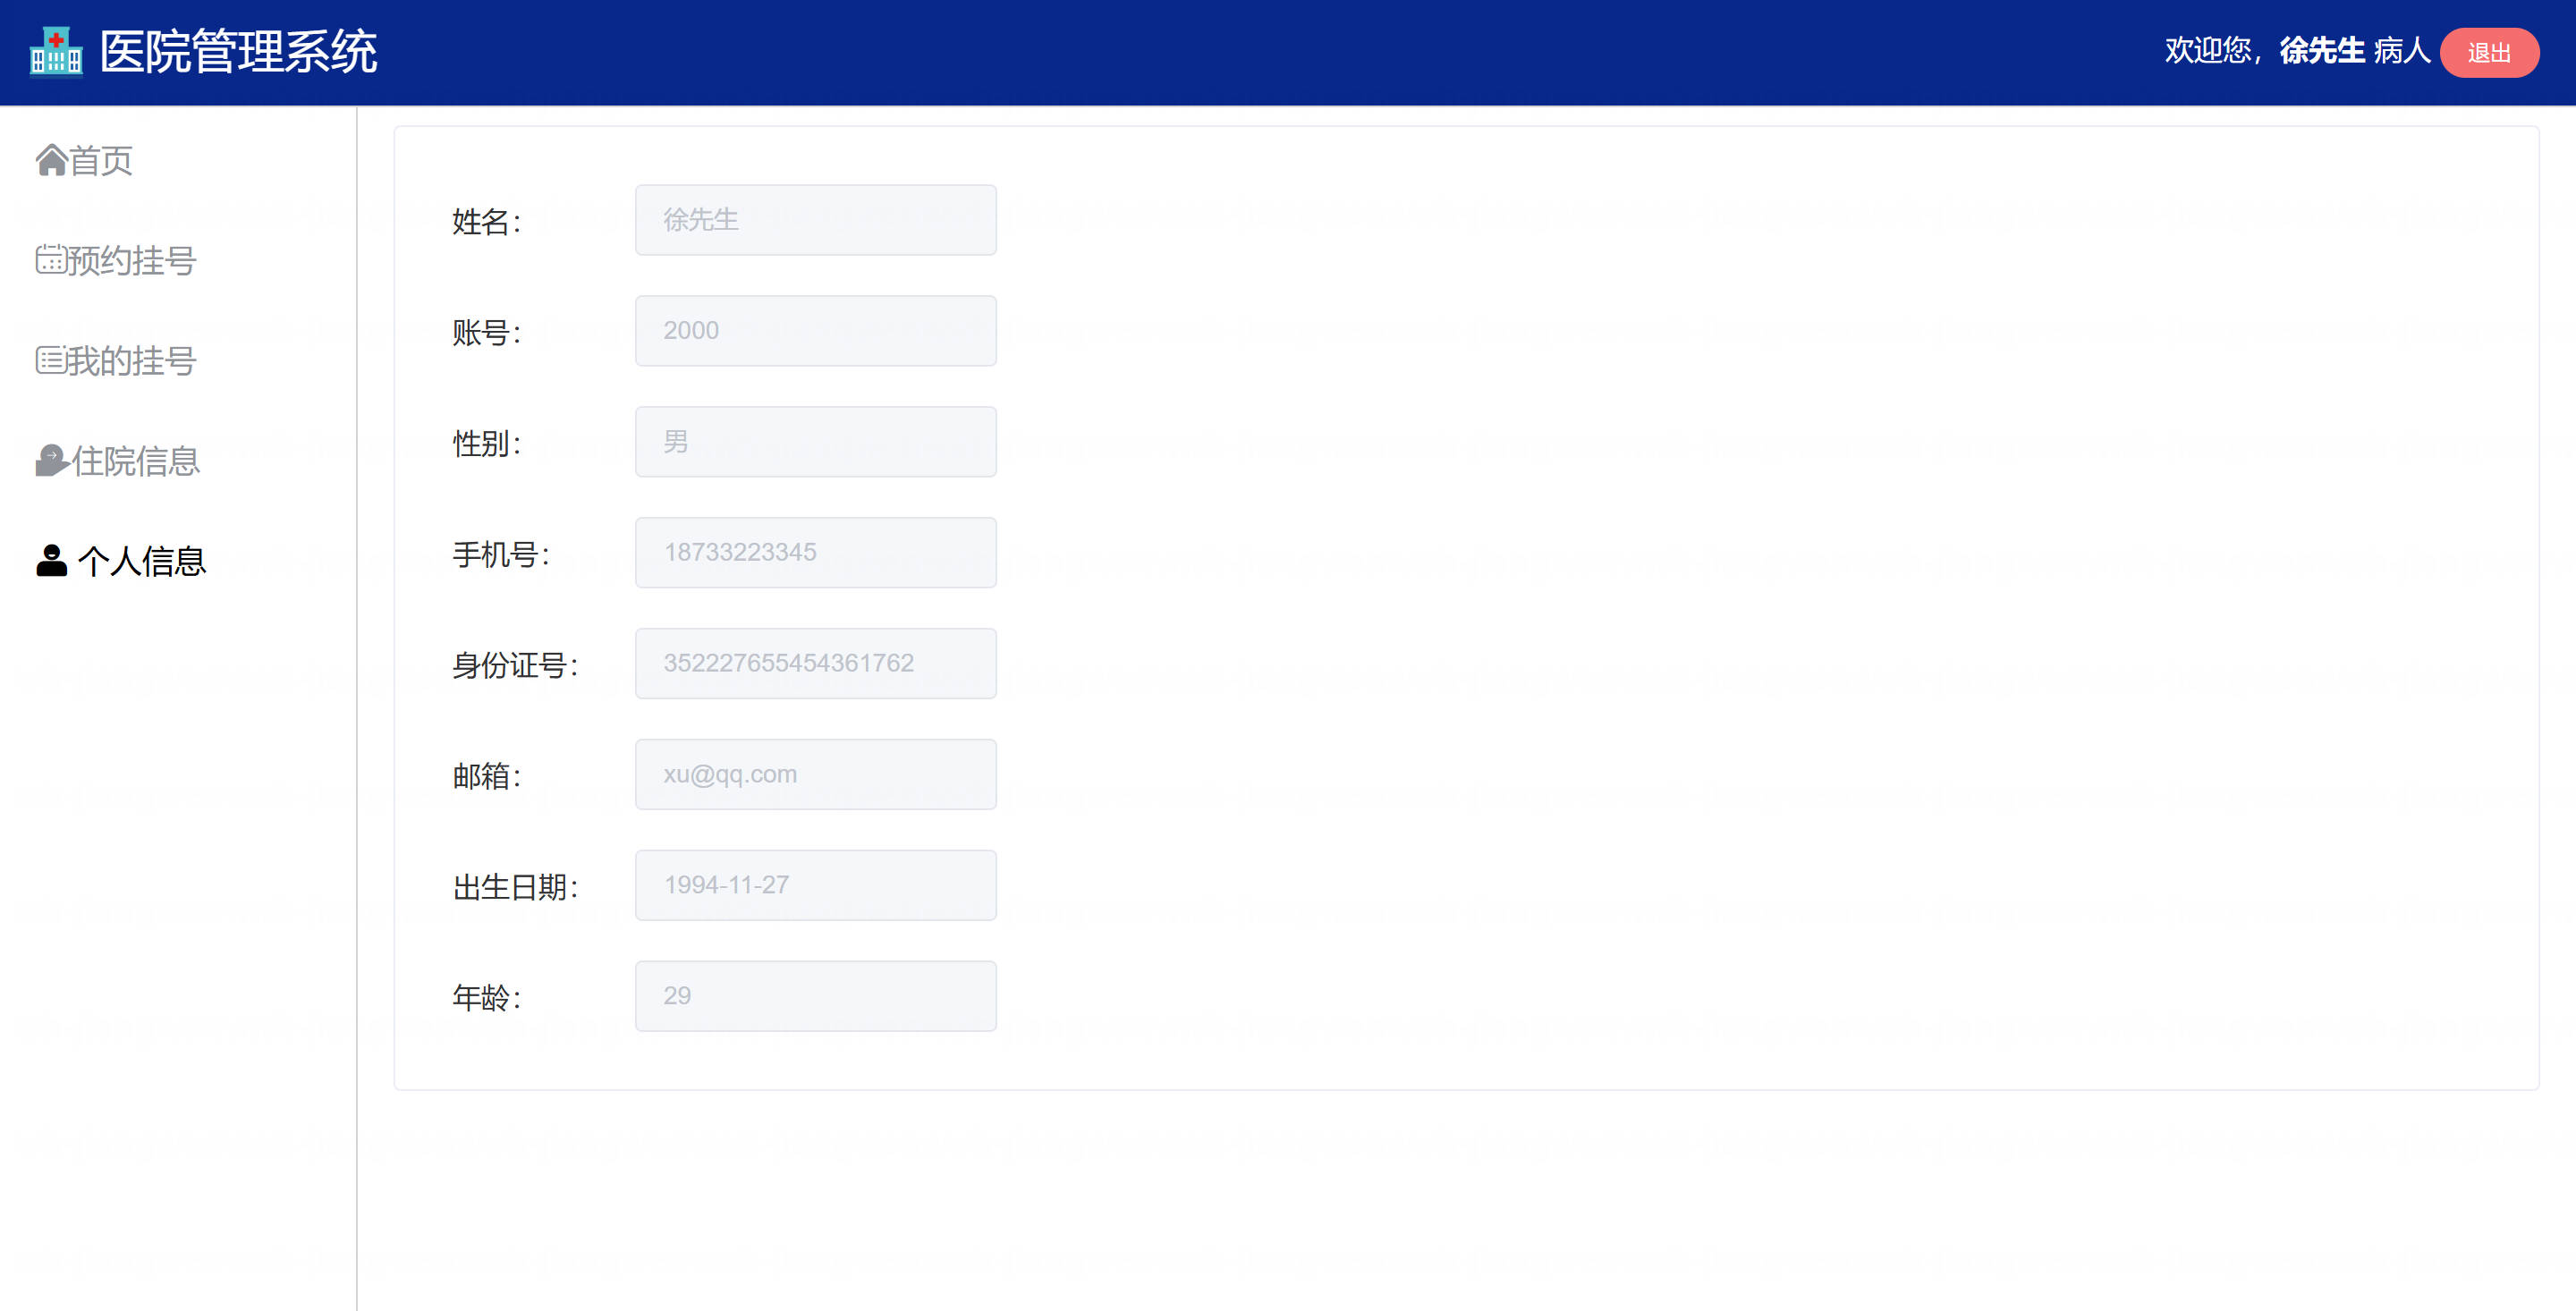 医院管理系统
欢迎您，徐先生 病人 退出
首页
预约挂号
我的挂号
住院信息
个人信息
姓名： 徐先生
账号： 2000
性别： 男
手机号： 18733223345
身份证号： 352227655454361762
邮箱： xu@qq.com
出生日期： 1994-11-27
年龄： 29